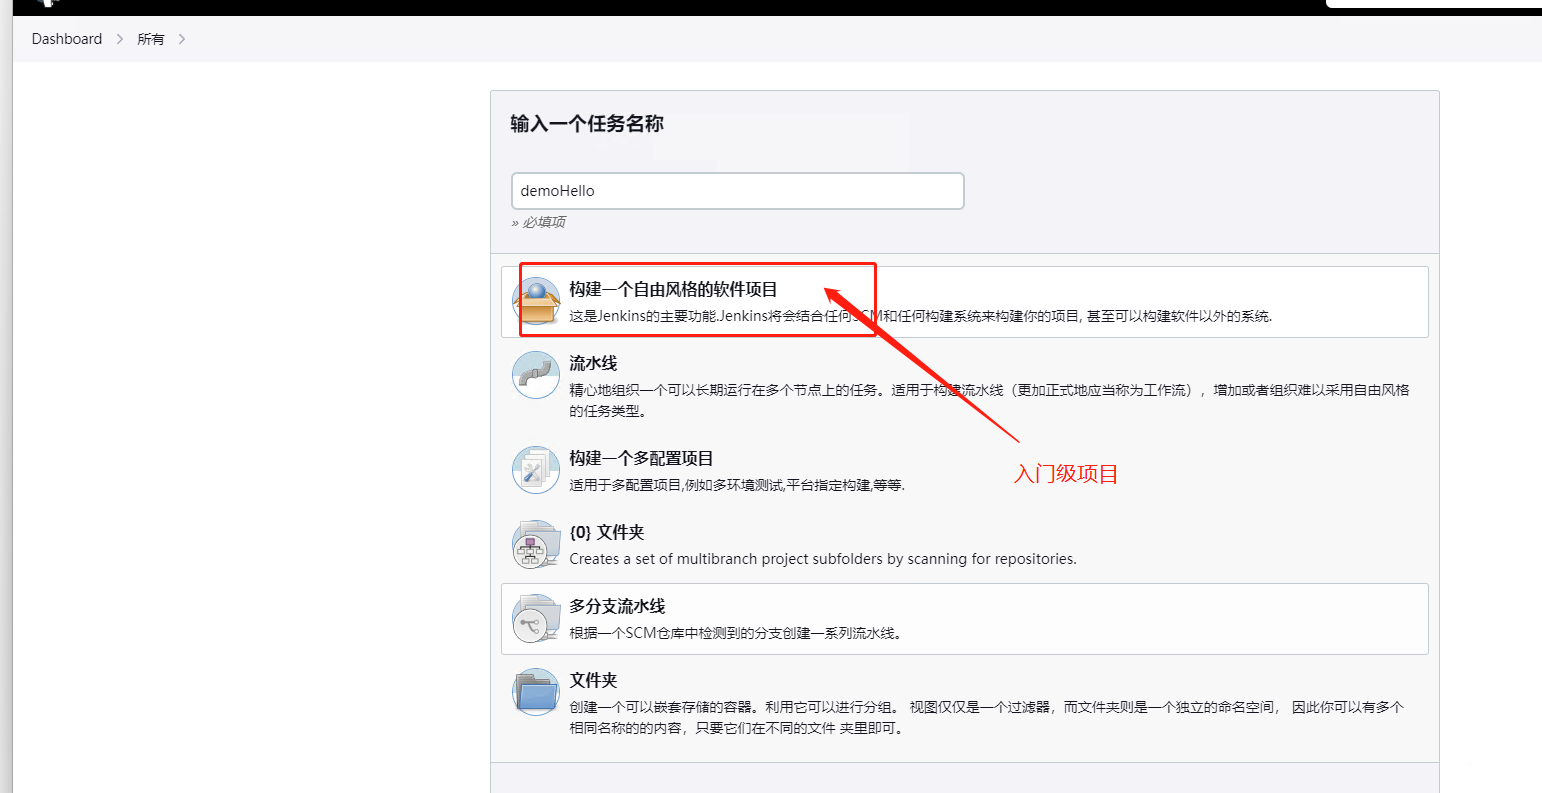 Dashboard > 所有 >
输入一个任务名称
demoHello
» 必填项
构建一个自由风格的软件项目
这是Jenkins的主要功能.Jenkins将会结合任何SCM和任何构建系统来构建你的项目, 甚至可以构建软件以外的系统.
流水线
精心地组织一个可以长期运行在多个节点上的任务。适用于构建流水线（更加正式地应当称为工作流），增加或者组织难以采用自由风格
的任务类型。
构建一个多配置项目
入门级项目
适用于多配置项目,例如多环境测试,平台指定构建,等等.
{0} 文件夹
Creates a set of multibranch project subfolders by scanning for repositories.
多分支流水线
根据一个SCM仓库中检测到的分支创建一系列流水线。
文件夹
创建一个可以嵌套存储的容器。利用它可以进行分组。 视图仅仅是一个过滤器，而文件夹则是一个独立的命名空间， 因此你可以有多个
相同名称的的内容，只要它们在不同的文件 夹里即可。